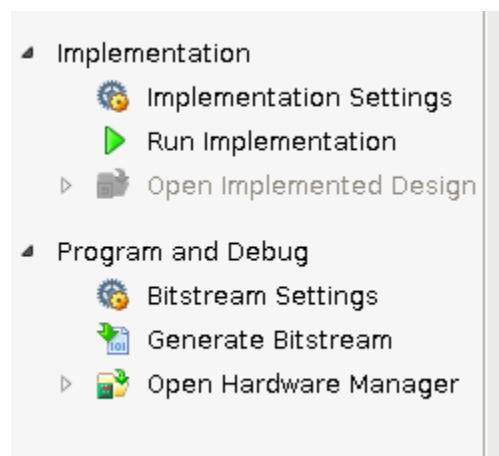 Implementation
Implementation Settings
Run Implementation
Open Implemented Design
Program and Debug
Bitstream Settings
Generate Bitstream
Open Hardware Manager